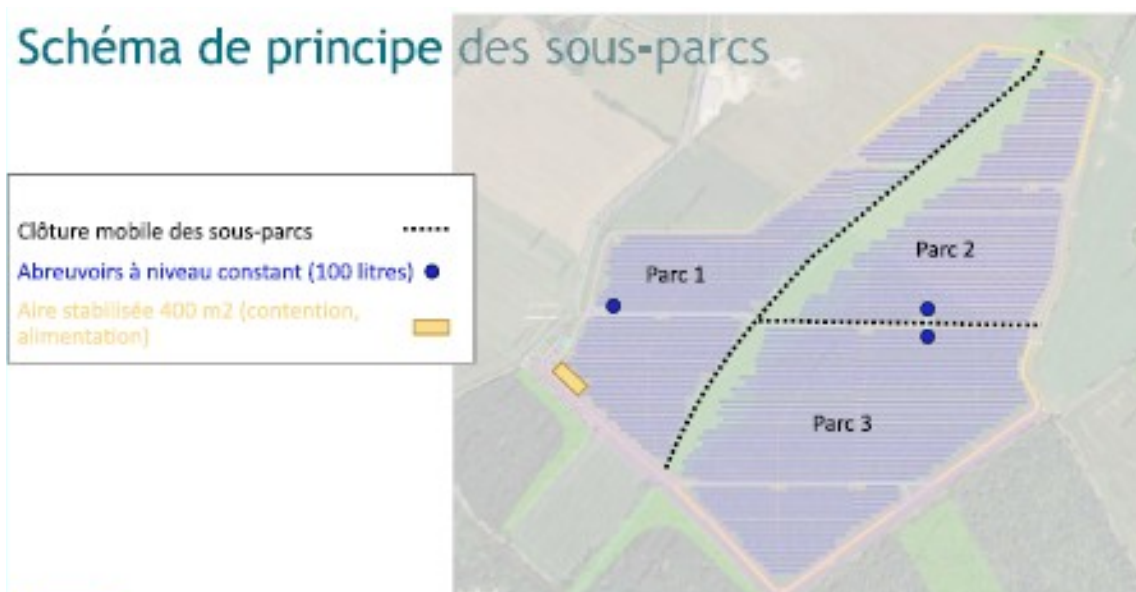 Schéma de principe des sous-parcs
Clôture mobile des sous-parcs
Abreuvoirs à niveau constant (100 litres)
Aire stabilisée 400 m2 (contention,
alimentation)
Parc 1
Parc 2
Parc 3